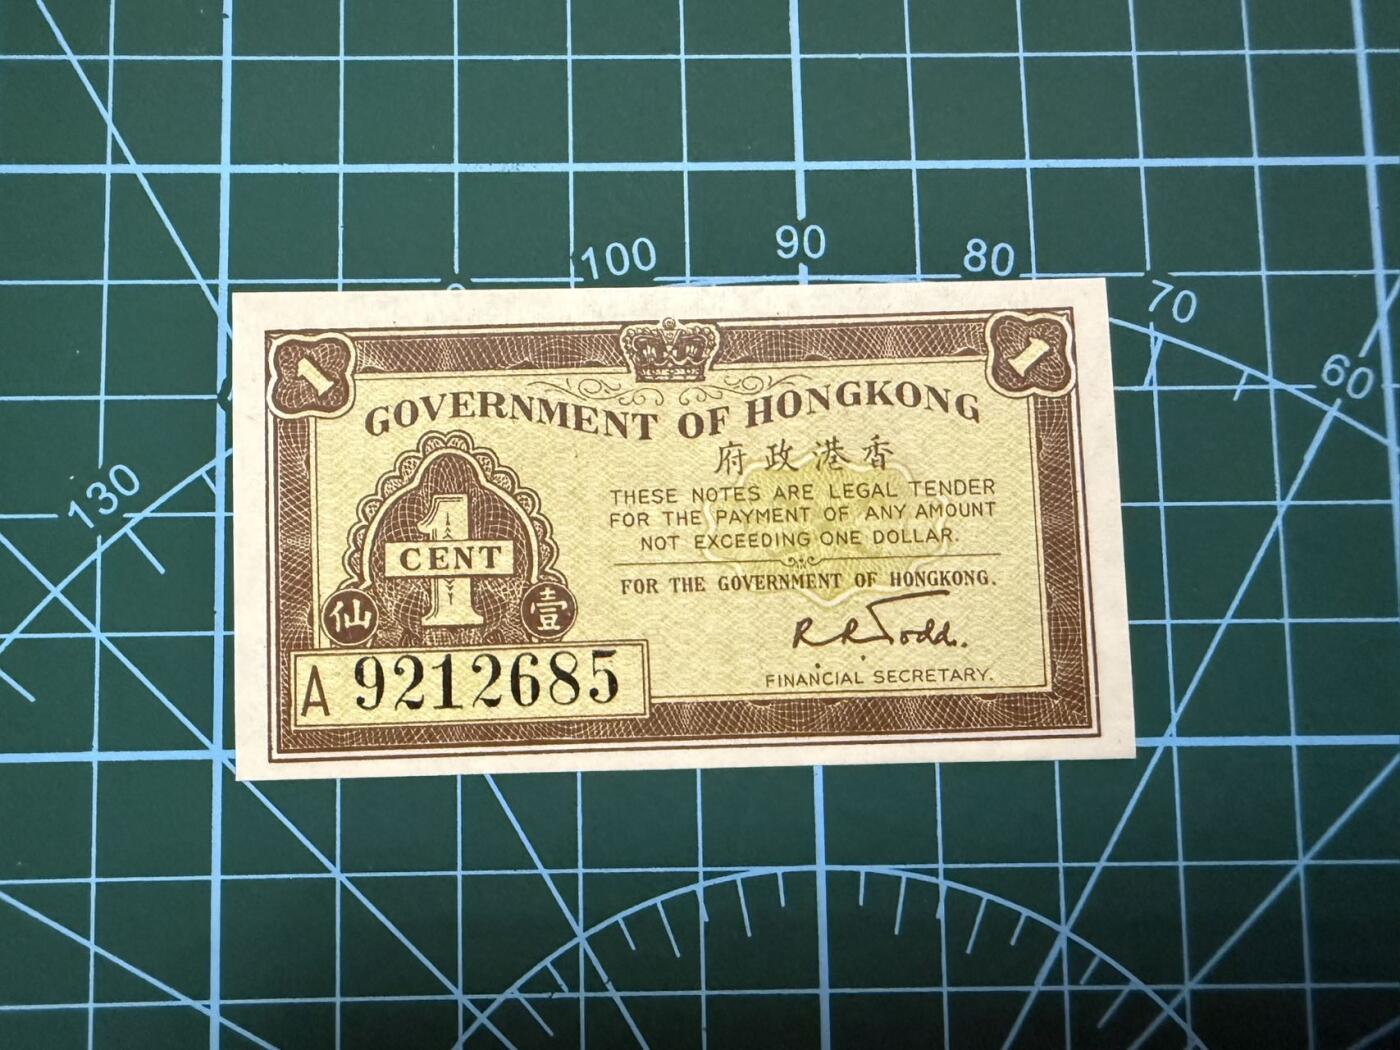 100 90 80
70
60
130
1 1
GOVERNMENT OF HONGKONG
府政港香
THESE NOTES ARE LEGAL TENDER
FOR THE PAYMENT OF ANY AMOUNT
NOT EXCEEDING ONE DOLLAR.
FOR THE GOVERNMENT OF HONGKONG.
R R Todd.
FINANCIAL SECRETARY.
1
CENT
仙 壹
A 9212685